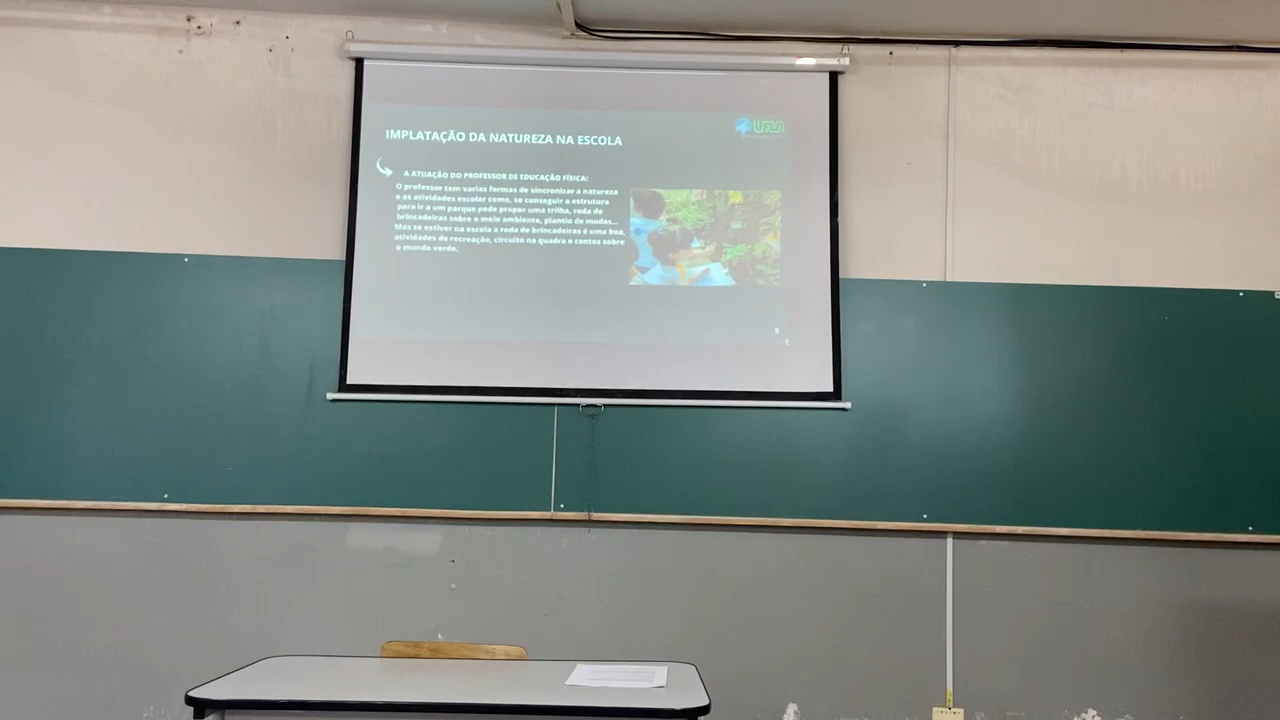 UFLA
IMPLATAÇÃO DA NATUREZA NA ESCOLA
A ATUAÇÃO DO PROFESSOR DE EDUCAÇÃO FÍSICA:
O professor tem varias formas de sincronizar a natureza
e as atividades escolar como, se conseguir a estrutura
para ir a um parque pode propor uma trilha, roda de
brincadeiras sobre o meio ambiente, plantio de mudas...
Mas se estiver na escola a roda de brincadeiras é uma boa,
atividades de recreação, circuito na quadra e contos sobre
o mundo verde.